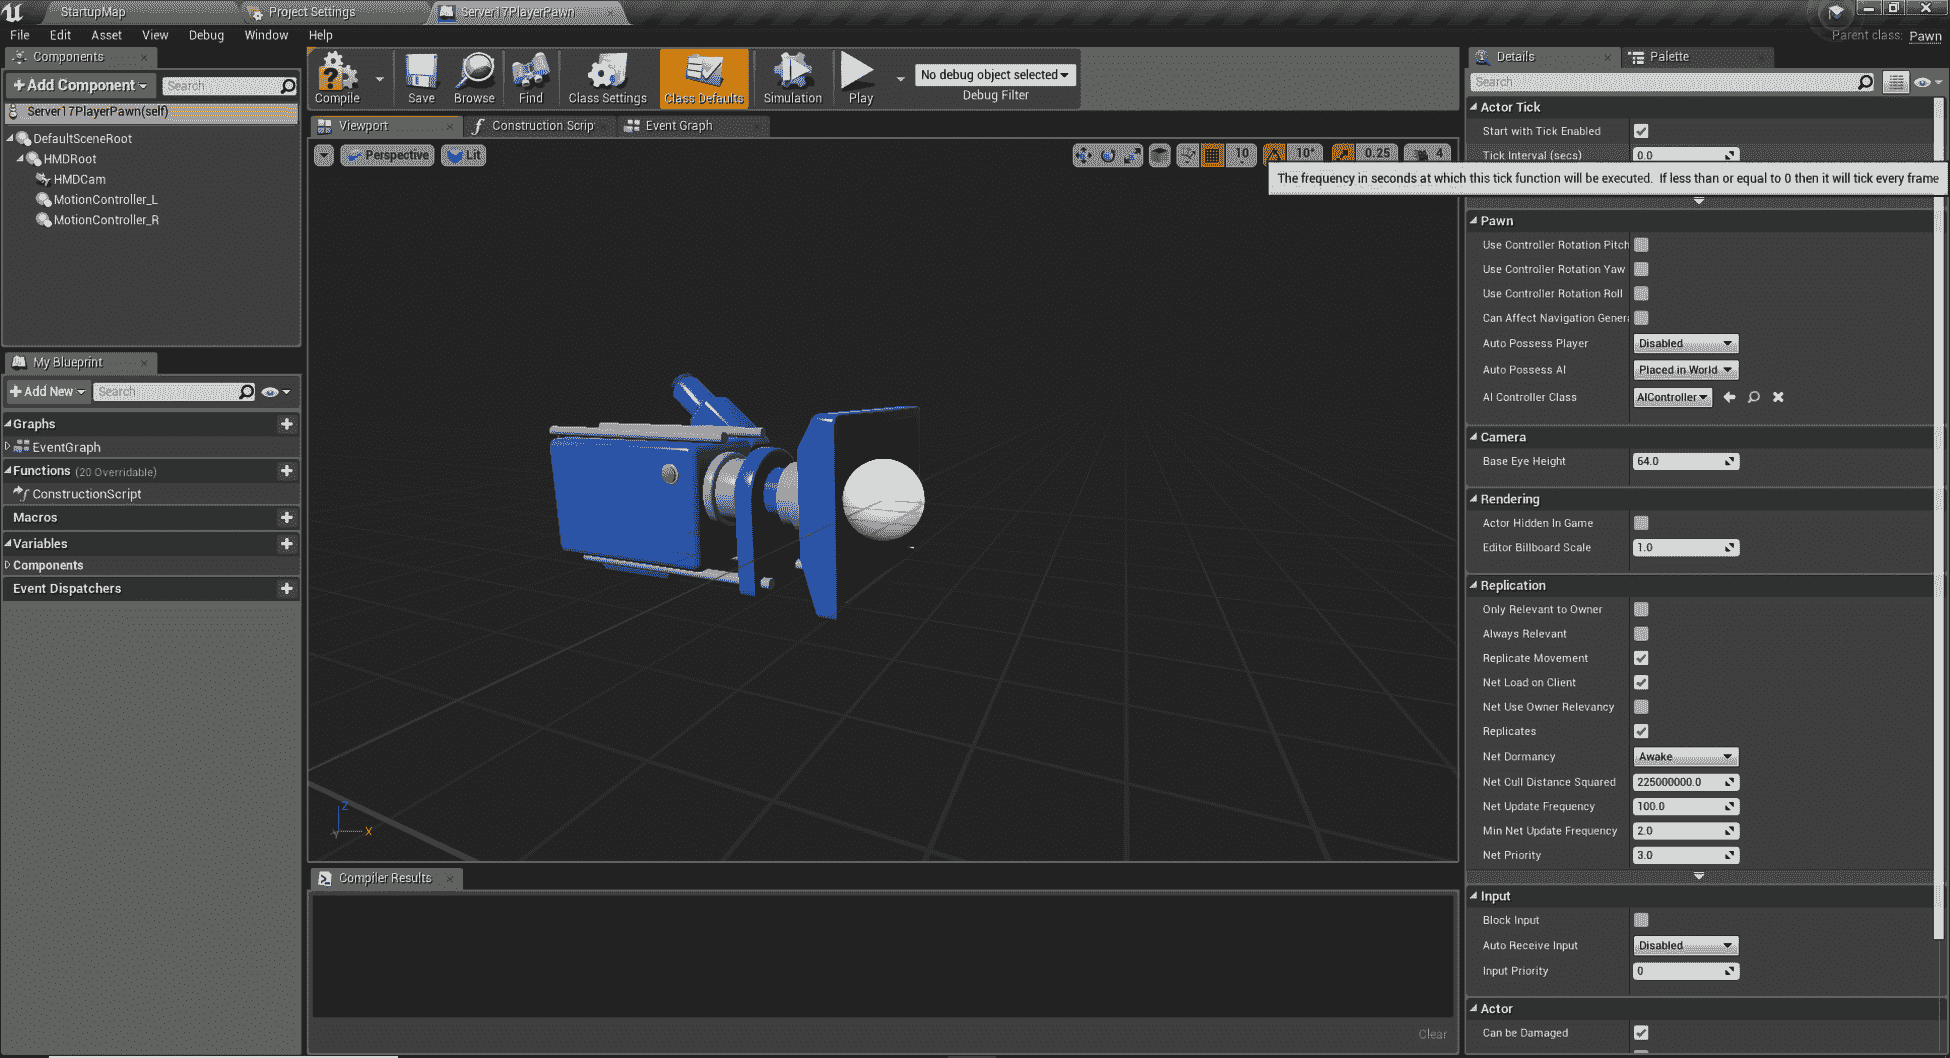 StartupMap
Project Settings
Server17PlayerPawn
File Edit Asset View Debug Window Help
Parent class: Pawn
Components
+Add Component
Search
Server17PlayerPawn(self)
DefaultSceneRoot
HMDRoot
HMDCam
MotionController_L
MotionController_R
My Blueprint
+Add New
Search
Graphs
EventGraph
Functions (20 Overridable)
ConstructionScript
Macros
Variables
Components
Event Dispatchers
Compile
Save
Browse
Find
Class Settings
Class Defaults
Simulation
Play
No debug object selected
Debug Filter
Viewport
Construction Scrip
Event Graph
Perspective
Lit
10
10°
0.25
4
Z
X
Compiler Results
Clear
Details
Palette
Search
Actor Tick
Start with Tick Enabled
Tick Interval (secs) 0.0
The frequency in seconds at which this tick function will be executed. If less than or equal to 0 then it will tick every frame
Pawn
Use Controller Rotation Pitch
Use Controller Rotation Yaw
Use Controller Rotation Roll
Can Affect Navigation Genera
Auto Possess Player Disabled
Auto Possess AI Placed in World
AI Controller Class AIController
Camera
Base Eye Height 64.0
Rendering
Actor Hidden In Game
Editor Billboard Scale 1.0
Replication
Only Relevant to Owner
Always Relevant
Replicate Movement
Net Load on Client
Net Use Owner Relevancy
Replicates
Net Dormancy Awake
Net Cull Distance Squared 225000000.0
Net Update Frequency 100.0
Min Net Update Frequency 2.0
Net Priority 3.0
Input
Block Input
Auto Receive Input Disabled
Input Priority 0
Actor
Can be Damaged